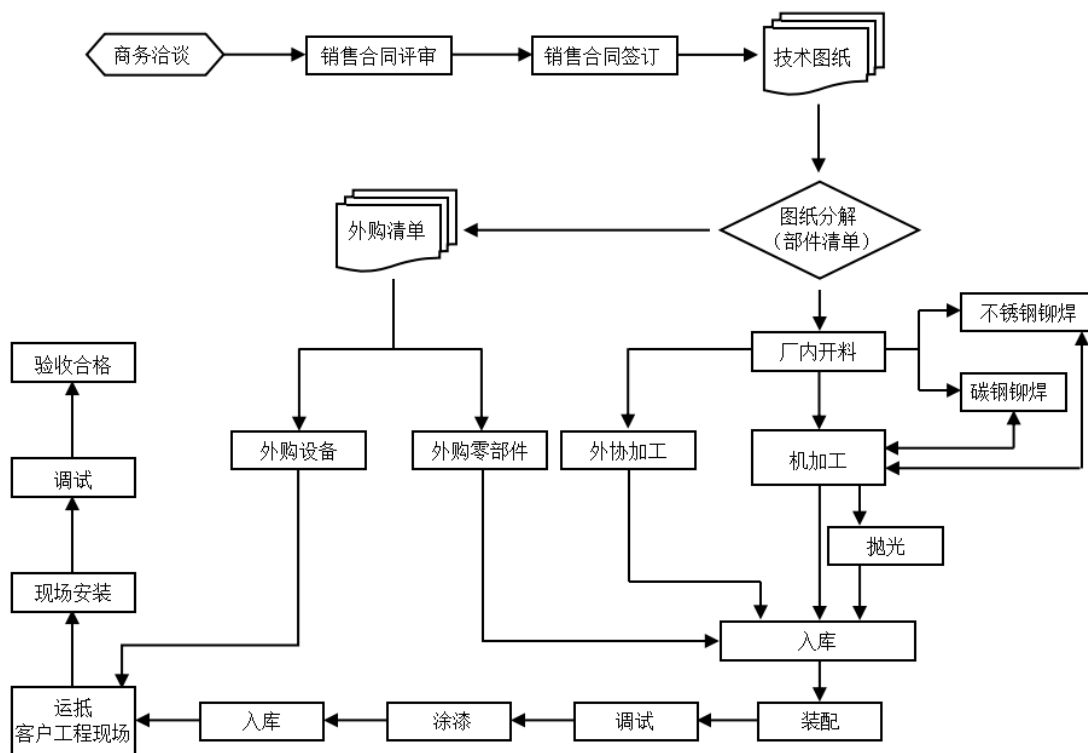 商务洽谈
销售合同评审
销售合同签订
技术图纸
外购清单
图纸分解
（部件清单）
不锈钢铆焊
验收合格
厂内开料
碳钢铆焊
外购设备
外购零部件
外协加工
机加工
调试
抛光
现场安装
入库
运抵
客户工程现场
入库
涂漆
调试
装配